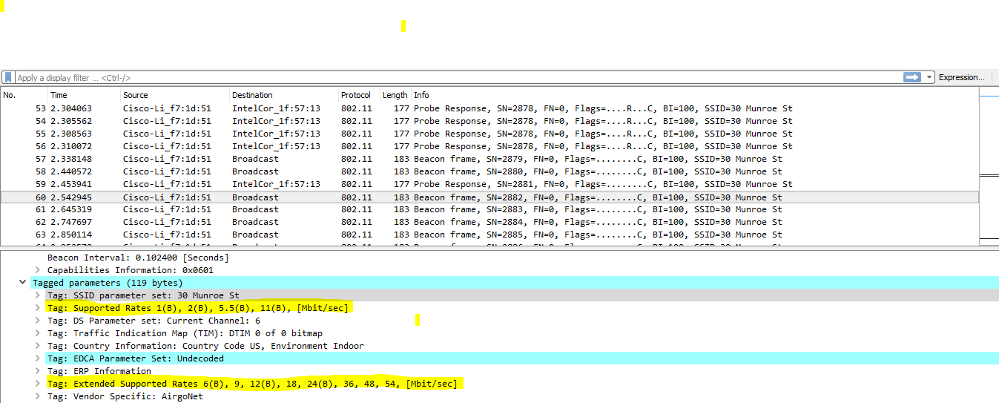 Apply a display filter ... <Ctrl-/> Expression...
No. Time Source Destination Protocol Length Info
53 2.304063 Cisco-Li_f7:1d:51 IntelCor_1f:57:13 802.11 177 Probe Response, SN=2878, FN=0, Flags=....R...C, BI=100, SSID=30 Munroe St
54 2.305562 Cisco-Li_f7:1d:51 IntelCor_1f:57:13 802.11 177 Probe Response, SN=2878, FN=0, Flags=....R...C, BI=100, SSID=30 Munroe St
55 2.308563 Cisco-Li_f7:1d:51 IntelCor_1f:57:13 802.11 177 Probe Response, SN=2878, FN=0, Flags=....R...C, BI=100, SSID=30 Munroe St
56 2.310072 Cisco-Li_f7:1d:51 IntelCor_1f:57:13 802.11 177 Probe Response, SN=2878, FN=0, Flags=....R...C, BI=100, SSID=30 Munroe St
57 2.338148 Cisco-Li_f7:1d:51 Broadcast 802.11 183 Beacon frame, SN=2879, FN=0, Flags=........C, BI=100, SSID=30 Munroe St
58 2.440572 Cisco-Li_f7:1d:51 Broadcast 802.11 183 Beacon frame, SN=2880, FN=0, Flags=........C, BI=100, SSID=30 Munroe St
59 2.453941 Cisco-Li_f7:1d:51 IntelCor_1f:57:13 802.11 177 Probe Response, SN=2881, FN=0, Flags=........C, BI=100, SSID=30 Munroe St
60 2.542945 Cisco-Li_f7:1d:51 Broadcast 802.11 183 Beacon frame, SN=2882, FN=0, Flags=........C, BI=100, SSID=30 Munroe St
61 2.645319 Cisco-Li_f7:1d:51 Broadcast 802.11 183 Beacon frame, SN=2883, FN=0, Flags=........C, BI=100, SSID=30 Munroe St
62 2.747697 Cisco-Li_f7:1d:51 Broadcast 802.11 183 Beacon frame, SN=2884, FN=0, Flags=........C, BI=100, SSID=30 Munroe St
63 2.850114 Cisco-Li_f7:1d:51 Broadcast 802.11 183 Beacon frame, SN=2885, FN=0, Flags=........C, BI=100, SSID=30 Munroe St
Beacon Interval: 0.102400 [Seconds]
Capabilities Information: 0x0601
Tagged parameters (119 bytes)
Tag: SSID parameter set: 30 Munroe St
Tag: Supported Rates 1(B), 2(B), 5.5(B), 11(B), [Mbit/sec]
Tag: DS Parameter set: Current Channel: 6
Tag: Traffic Indication Map (TIM): DTIM 0 of 0 bitmap
Tag: Country Information: Country Code US, Environment Indoor
Tag: EDCA Parameter Set: Undecoded
Tag: ERP Information
Tag: Extended Supported Rates 6(B), 9, 12(B), 18, 24(B), 36, 48, 54, [Mbit/sec]
Tag: Vendor Specific: AirgoNet